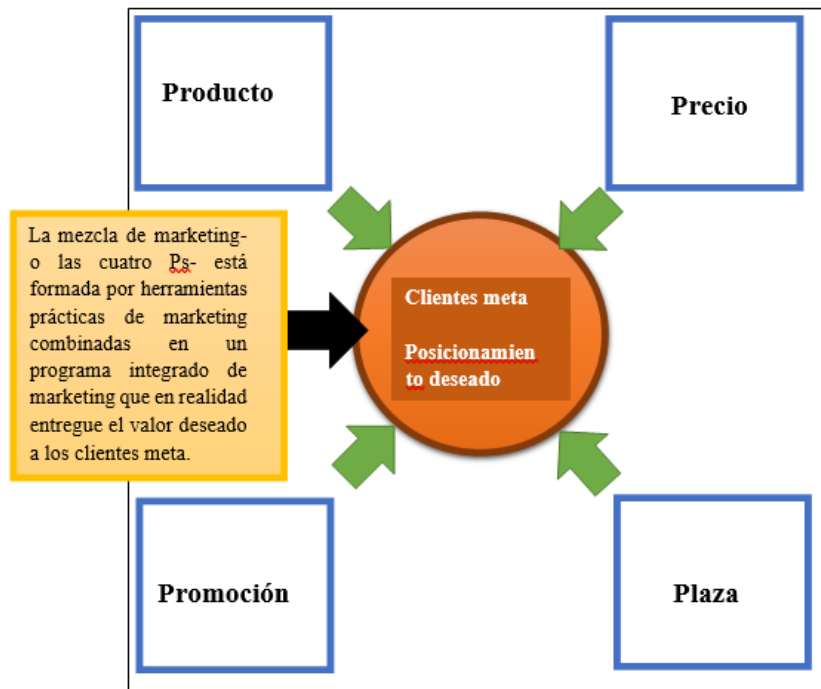 Producto
Precio
La mezcla de marketing-
o las cuatro Ps- está
formada por herramientas
prácticas de marketing
combinadas en un
programa integrado de
marketing que en realidad
entregue el valor deseado
a los clientes meta.
Clientes meta
Posicionamien
to deseado
Promoción
Plaza